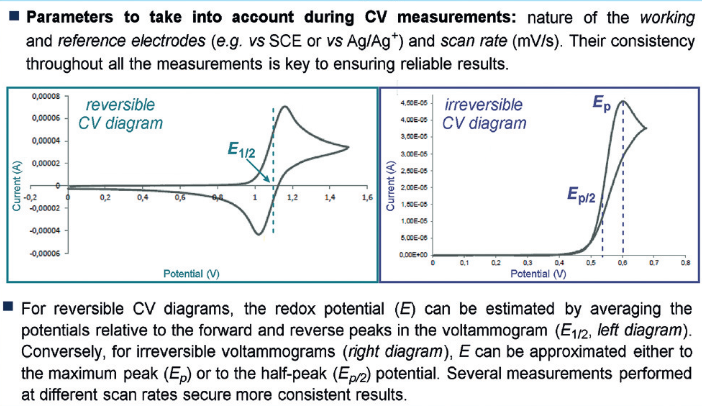 ■ Parameters to take into account during CV measurements: nature of the working
and reference electrodes (e.g. vs SCE or vs Ag/Ag⁺) and scan rate (mV/s). Their consistency
throughout all the measurements is key to ensuring reliable results.
reversible
CV diagram
E1/2
Current (A)
0,00008
0,00006
0,00004
0,00002
0
-0,00002
-0,00004
-0,00006
-0,2
0
0,2
0,4
0,6
0,8
1
1,2
1,4
1,6
Potential (V)
irreversible
CV diagram
Ep
Ep/2
Current (A)
4,50E-05
4,00E-05
3,50E-05
3,00E-05
2,50E-05
2,00E-05
1,50E-05
1,00E-05
5,00E-06
0,00E+00
0
0,1
0,2
0,3
0,4
0,5
0,6
0,7
0,8
Potential (V)
■ For reversible CV diagrams, the redox potential (E) can be estimated by averaging the
potentials relative to the forward and reverse peaks in the voltammogram (E1/2, left diagram).
Conversely, for irreversible voltammograms (right diagram), E can be approximated either to
the maximum peak (Ep) or to the half-peak (Ep/2) potential. Several measurements performed
at different scan rates secure more consistent results.